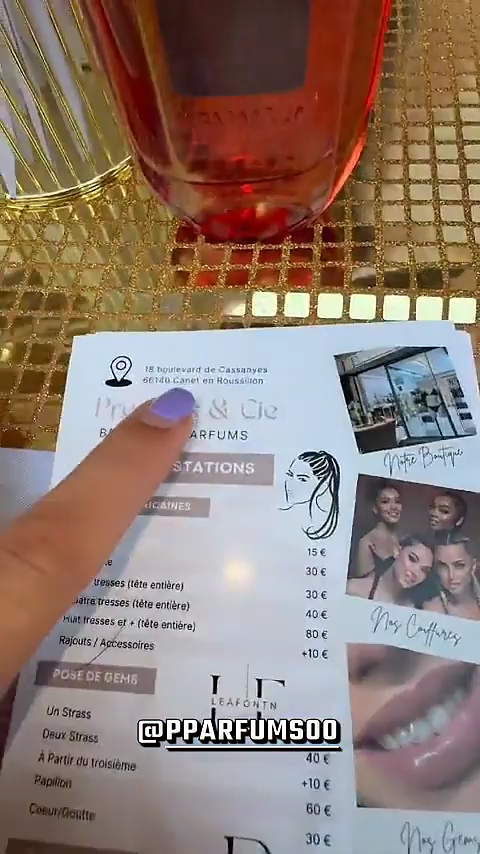 18 boulevard de Cassanyes
66140 Canet en Roussillon
& Cie
PARFUMS
STATIONS
15 €
30 €
tresses (tête entière)
30 €
tresses (tête entière)
40 €
Huit tresses et + (tête entière)
80 €
Rajouts / Accessoires
+10 €
POSE DE GEMS
LEAFONTN
Un Strass
Deux Strass
À Partir du troisième
40 €
Papillon
+10 €
Coeur/Goutte
60 €
30 €
Notre Boutique
Nos Coiffures
Nos Gems
@PPARFUMS00